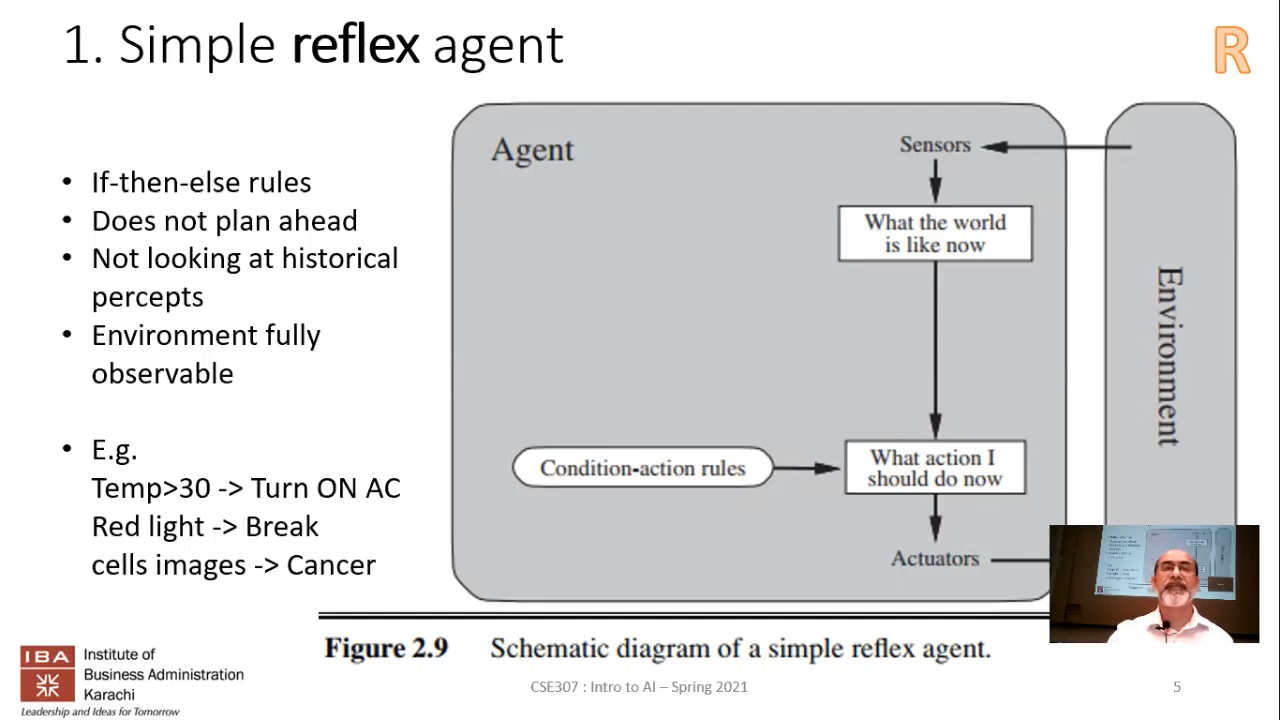 1. Simple reflex agent
R
• If-then-else rules
• Does not plan ahead
• Not looking at historical
percepts
• Environment fully
observable
• E.g.
Temp>30 -> Turn ON AC
Red light -> Break
cells images -> Cancer
Agent
Sensors
What the world
is like now
Condition-action rules
What action I
should do now
Actuators
Environment
Figure 2.9 Schematic diagram of a simple reflex agent.
IBA
Institute of
Business Administration
Karachi
Leadership and Ideas for Tomorrow
CSE307 : Intro to AI – Spring 2021
5